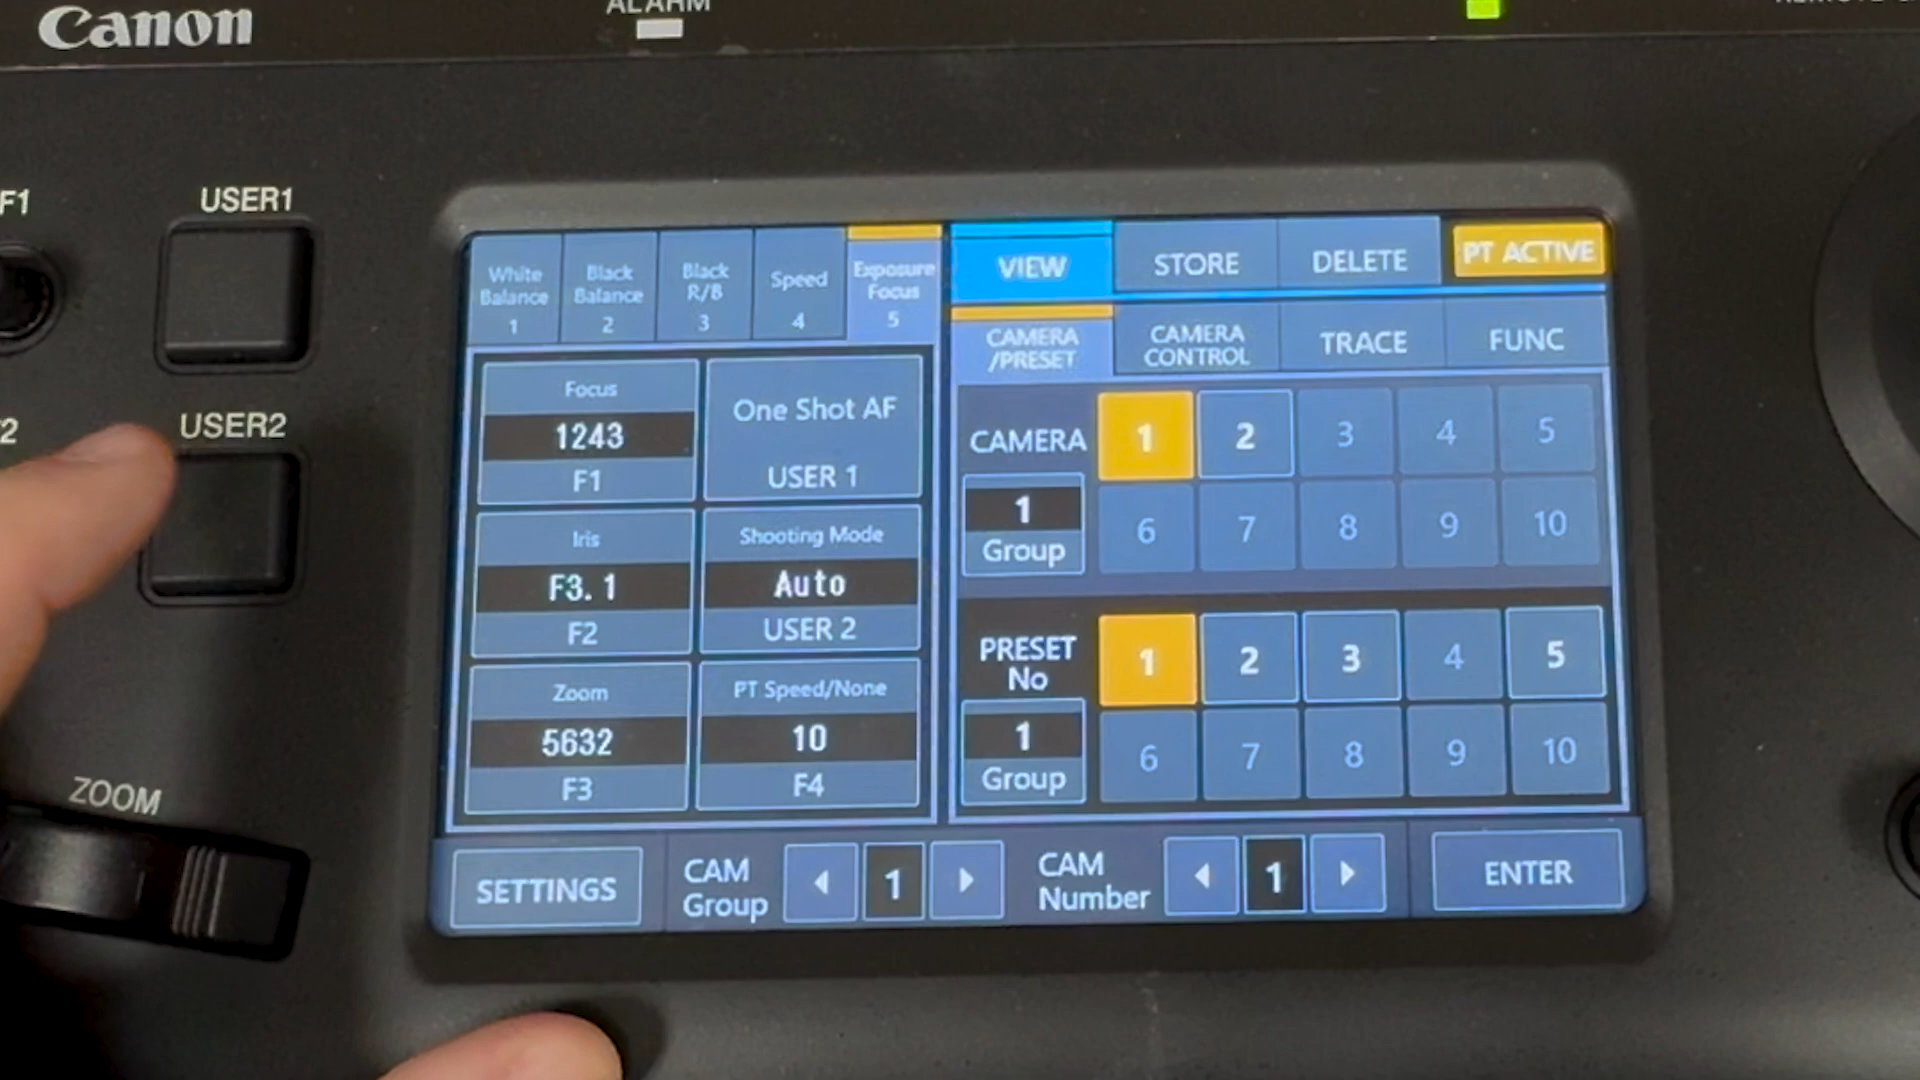 Canon
ALARM
F1
USER1
2
USER2
ZOOM
White Balance 1
Black Balance 2
Black R/B 3
Speed 4
Exposure Focus 5
Focus
1243
F1
One Shot AF
USER 1
Iris
F3.1
F2
Shooting Mode
Auto
USER 2
Zoom
5632
F3
PT Speed/None
10
F4
VIEW STORE DELETE PT ACTIVE
CAMERA /PRESET
CAMERA CONTROL
TRACE
FUNC
CAMERA
1 2 3 4 5
1
Group
6 7 8 9 10
PRESET No
1 2 3 4 5
1
Group
6 7 8 9 10
SETTINGS
CAM Group
1
CAM Number
1
ENTER